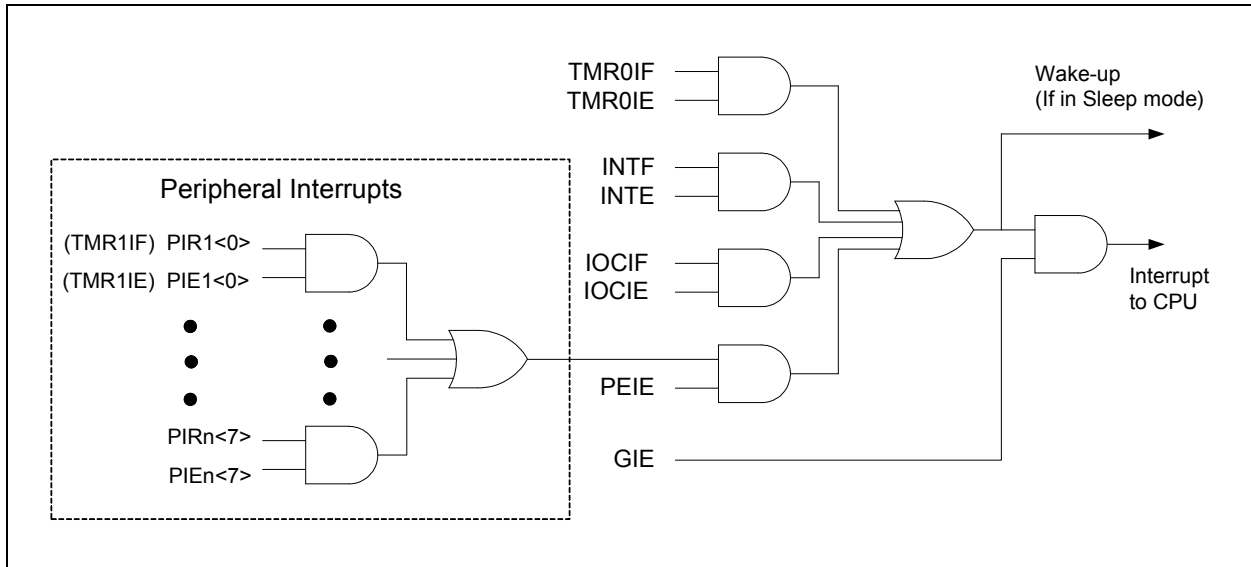 TMR0IF
TMR0IE
Wake-up
(If in Sleep mode)
INTF
INTE
Peripheral Interrupts
(TMR1IF) PIR1<0>
(TMR1IE) PIE1<0>
IOCIF
IOCIE
Interrupt
to CPU
PEIE
PIRn<7>
PIEn<7>
GIE